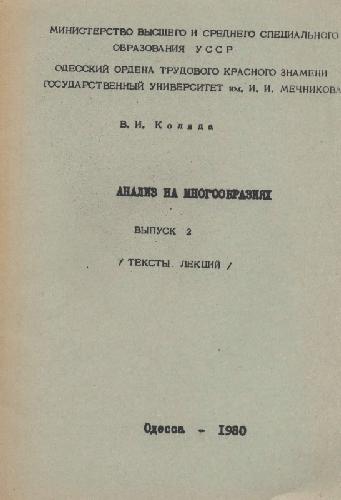 МИНИСТЕРСТВО ВЫСШЕГО И СРЕДНЕГО СПЕЦИАЛЬНОГО
ОБРАЗОВАНИЯ УССР
ОДЕССКИЙ ОРДЕНА ТРУДОВОГО КРАСНОГО ЗНАМЕНИ
ГОСУДАРСТВЕННЫЙ УНИВЕРСИТЕТ им. И. И. МЕЧНИКОВА
В. И. Коляда
АНАЛИЗ НА МНОГООБРАЗИЯХ
ВЫПУСК 2
/ ТЕКСТЫ ЛЕКЦИЙ /
Одесса - 1980